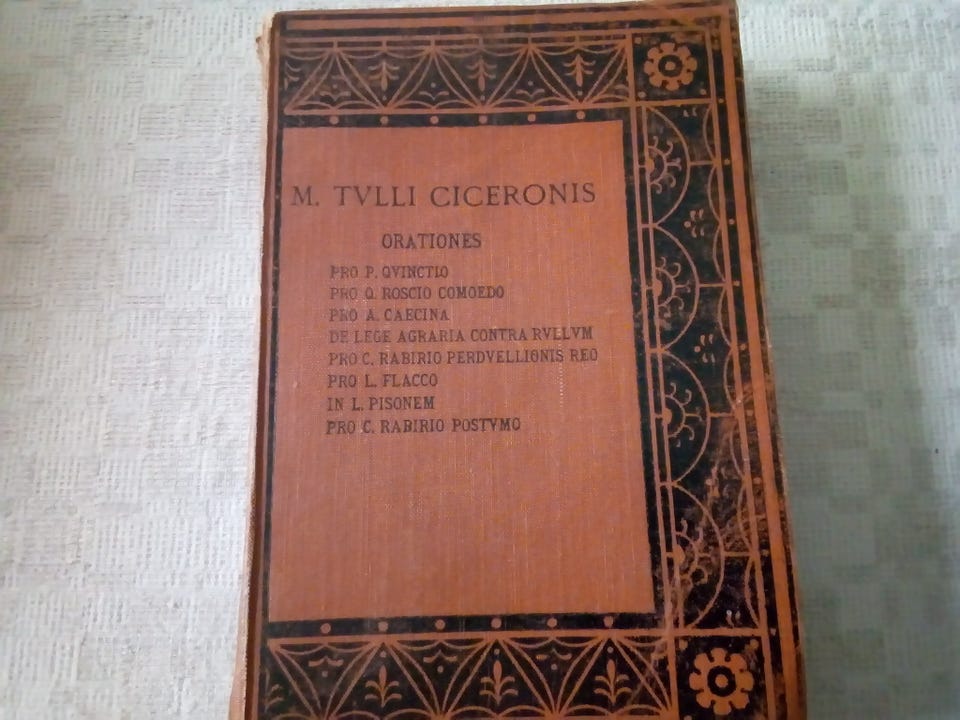 M. TVLLI CICERONIS
ORATIONES
PRO P. QVINCTIO
PRO Q. ROSCIO COMOEDO
PRO A. CAECINA
DE LEGE AGRARIA CONTRA RVLLVM
PRO C. RABIRIO PERDVELLIONIS REO
PRO L. FLACCO
IN L. PISONEM
PRO C. RABIRIO POSTVMO